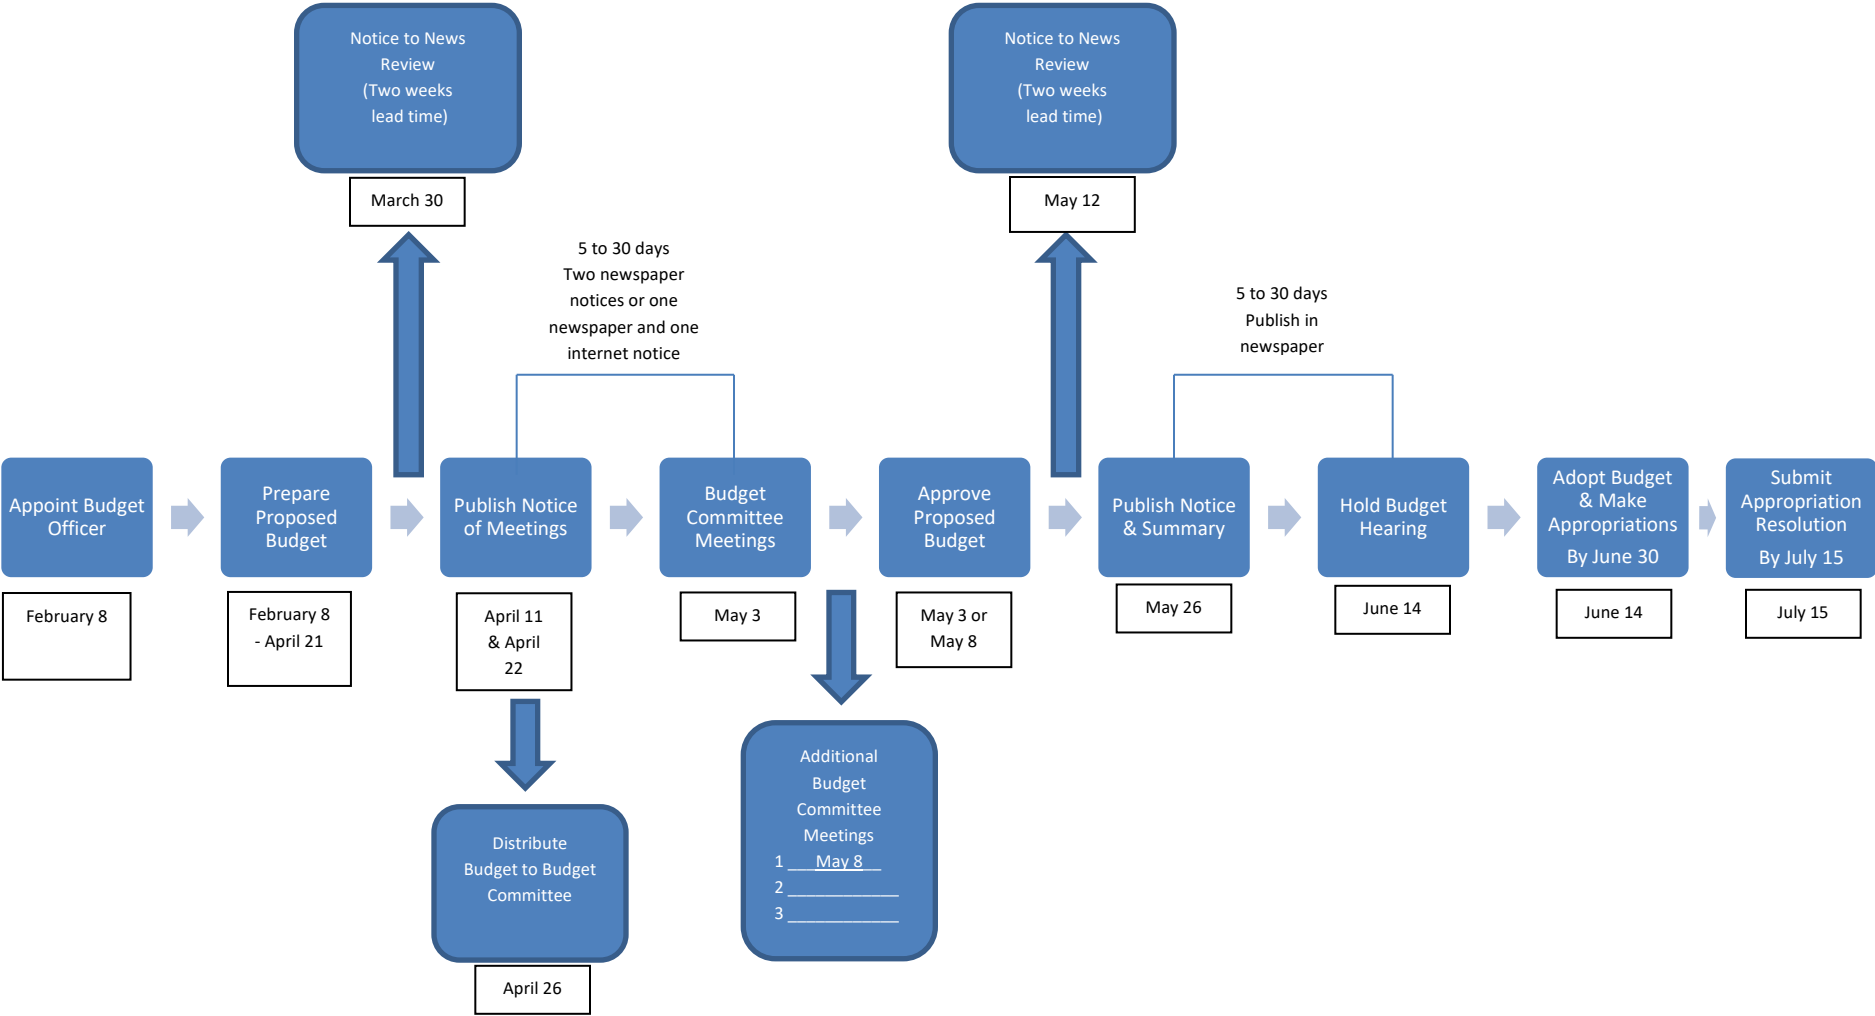 Notice to News
Review
(Two weeks
lead time)
March 30
Notice to News
Review
(Two weeks
lead time)
May 12
5 to 30 days
Two newspaper
notices or one
newspaper and one
internet notice
5 to 30 days
Publish in
newspaper
Appoint Budget
Officer
February 8
Prepare
Proposed
Budget
February 8
- April 21
Publish Notice
of Meetings
April 11
& April
22
Budget
Committee
Meetings
May 3
Approve
Proposed
Budget
May 3 or
May 8
Publish Notice
& Summary
May 26
Hold Budget
Hearing
June 14
Adopt Budget
& Make
Appropriations
By June 30
June 14
Submit
Appropriation
Resolution
By July 15
July 15
Distribute
Budget to Budget
Committee
April 26
Additional
Budget
Committee
Meetings
1 ___May 8__
2 ____________
3 ____________